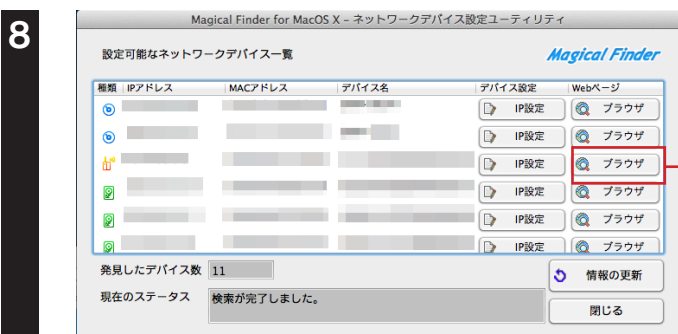 8
Magical Finder for MacOS X – ネットワークデバイス設定ユーティリティ
設定可能なネットワークデバイス一覧
Magical Finder
種類 IPアドレス MACアドレス デバイス名 デバイス設定 Webページ
IP設定 ブラウザ
IP設定 ブラウザ
IP設定 ブラウザ
IP設定 ブラウザ
IP設定 ブラウザ
IP設定 ブラウザ
発見したデバイス数 11
情報の更新
現在のステータス 検索が完了しました。
閉じる